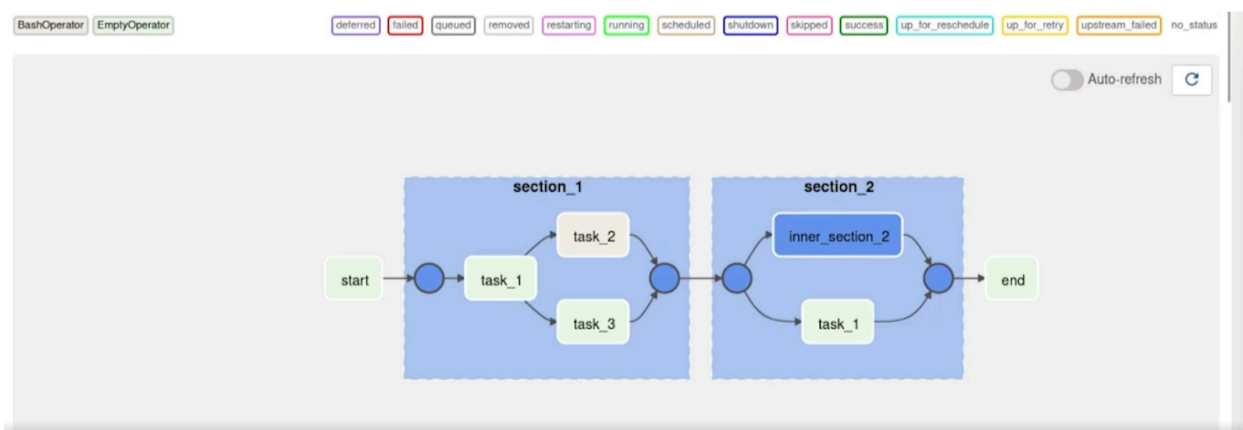 BashOperator EmptyOperator deferred failed queued removed restarting running scheduled shutdown skipped success up_for_reschedule up_for_retry upstream_failed no_status
Auto-refresh
section_1 section_2
task_2 inner_section_2
start task_1 end
task_3 task_1